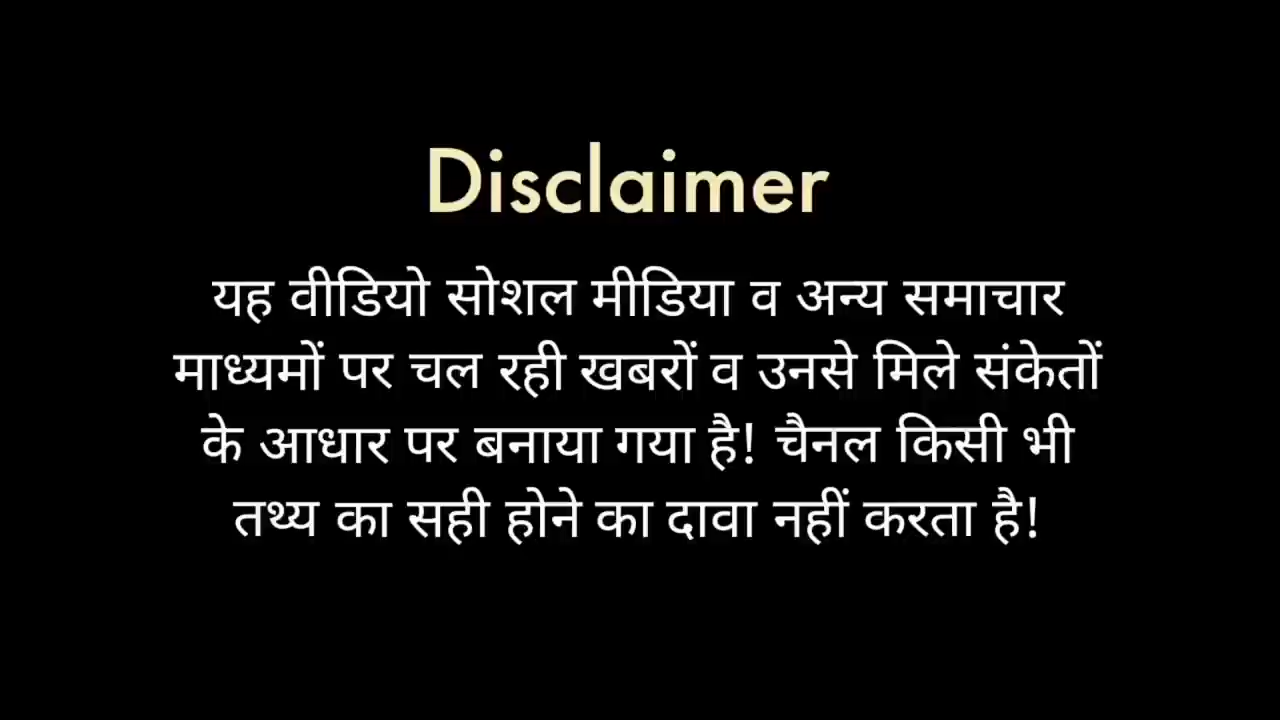 Disclaimer
यह वीडियो सोशल मीडिया व अन्य समाचार
माध्यमों पर चल रही खबरों व उनसे मिले संकेतों
के आधार पर बनाया गया है! चैनल किसी भी
तथ्य का सही होने का दावा नहीं करता है!